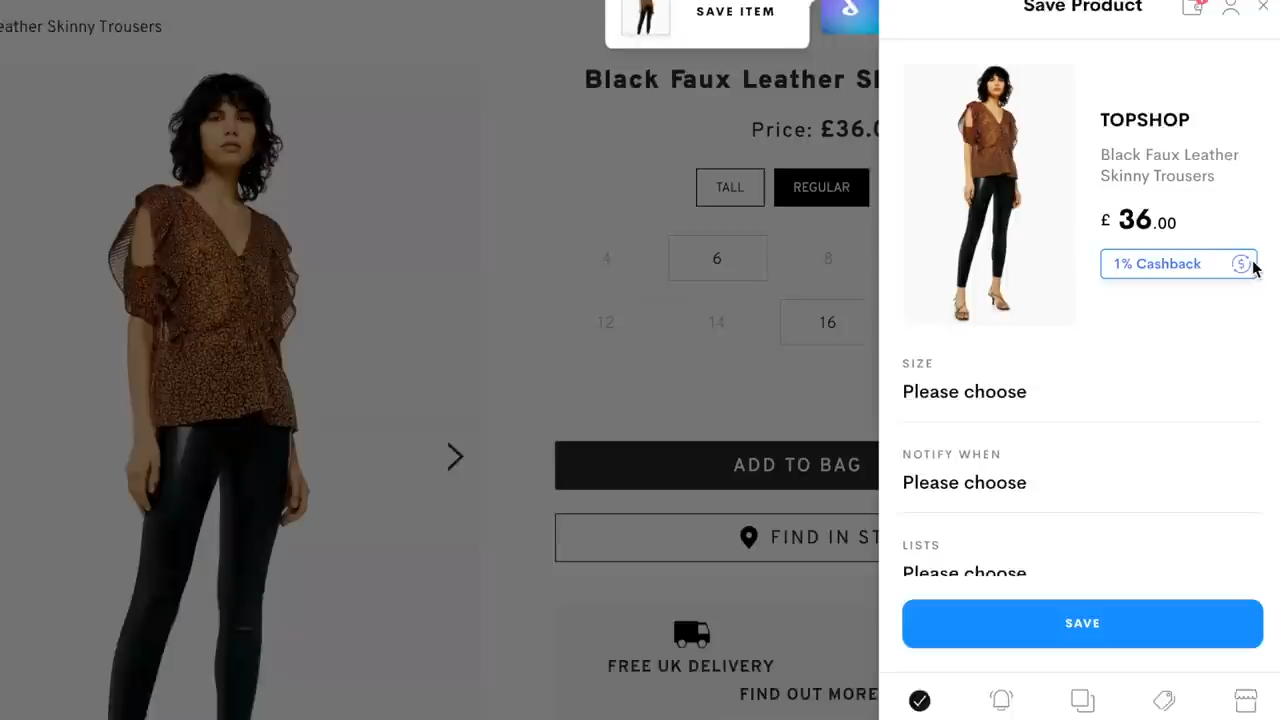 eather Skinny Trousers
SAVE ITEM
Black Faux Leather S
Price: £36.0
TALL
REGULAR
4
6
8
12
14
16
ADD TO BAG
FIND IN ST
FREE UK DELIVERY
FIND OUT MORE
Save Product
TOPSHOP
Black Faux Leather
Skinny Trousers
£ 36.00
1% Cashback
SIZE
Please choose
NOTIFY WHEN
Please choose
LISTS
Please choose
SAVE